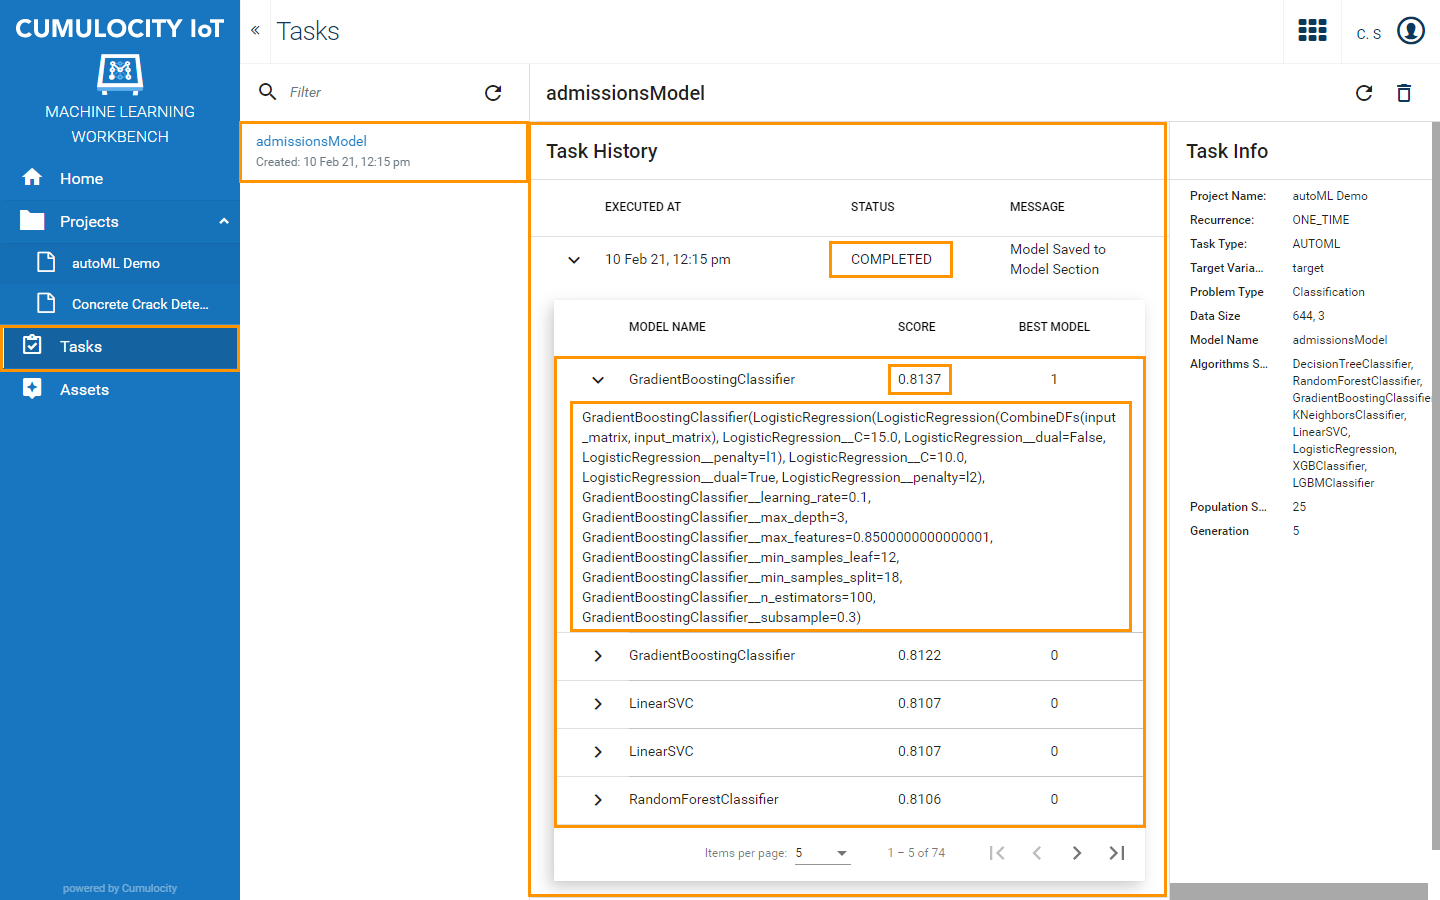 CUMULOCITY IoT
MACHINE LEARNING
WORKBENCH
Home
Projects
autoML Demo
Concrete Crack Dete...
Tasks
Assets
powered by Cumulocity
«
Tasks
C. S
Filter
admissionsModel
Created: 10 Feb 21, 12:15 pm
admissionsModel
Task History
EXECUTED AT STATUS MESSAGE
10 Feb 21, 12:15 pm COMPLETED Model Saved to
Model Section
MODEL NAME SCORE BEST MODEL
GradientBoostingClassifier 0.8137 1
GradientBoostingClassifier(LogisticRegression(LogisticRegression(CombineDFs(input
_matrix, input_matrix), LogisticRegression__C=15.0, LogisticRegression__dual=False,
LogisticRegression__penalty=l1), LogisticRegression__C=10.0,
LogisticRegression__dual=True, LogisticRegression__penalty=l2),
GradientBoostingClassifier__learning_rate=0.1,
GradientBoostingClassifier__max_depth=3,
GradientBoostingClassifier__max_features=0.8500000000000001,
GradientBoostingClassifier__min_samples_leaf=12,
GradientBoostingClassifier__min_samples_split=18,
GradientBoostingClassifier__n_estimators=100,
GradientBoostingClassifier__subsample=0.3)
GradientBoostingClassifier 0.8122 0
LinearSVC 0.8107 0
LinearSVC 0.8107 0
RandomForestClassifier 0.8106 0
Items per page: 5 1 – 5 of 74
Task Info
Project Name: autoML Demo
Recurrence: ONE_TIME
Task Type: AUTOML
Target Varia... target
Problem Type Classification
Data Size 644, 3
Model Name admissionsModel
Algorithms S... DecisionTreeClassifier,
RandomForestClassifier,
GradientBoostingClassifie
KNeighborsClassifier,
LinearSVC,
LogisticRegression,
XGBClassifier,
LGBMClassifier
Population S... 25
Generation 5